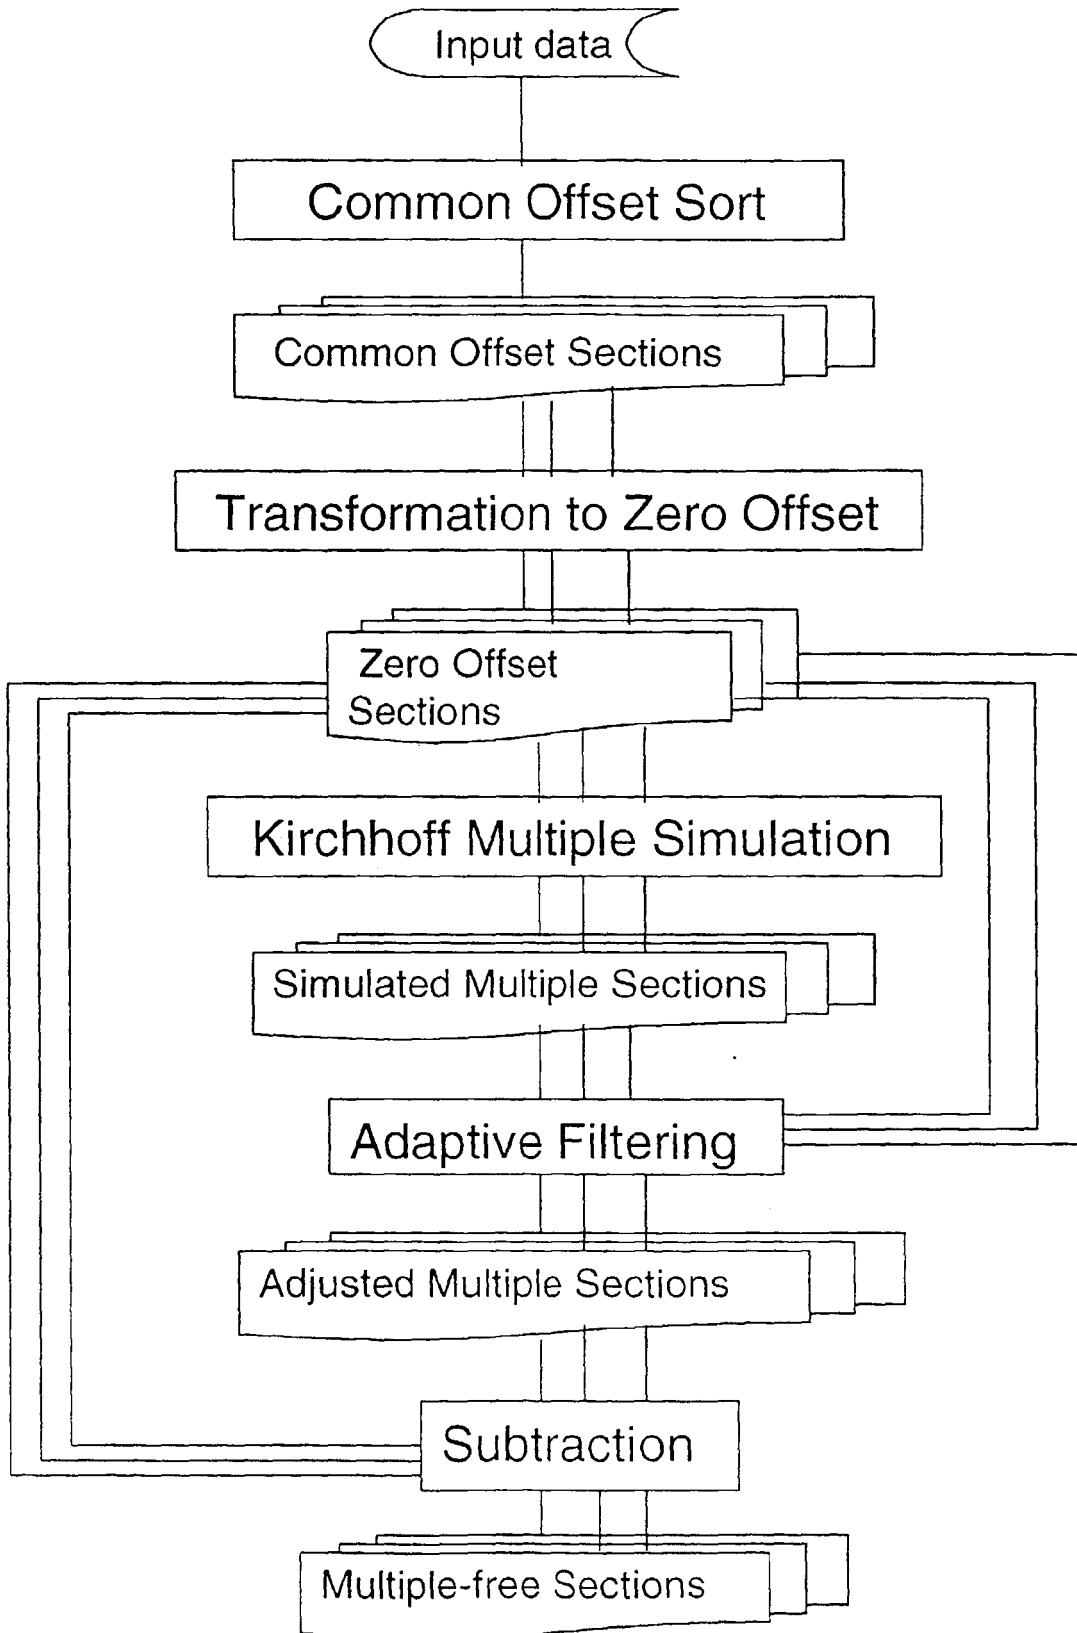 Input data
Common Offset Sort
Common Offset Sections
Transformation to Zero Offset
Zero Offset
Sections
Kirchhoff Multiple Simulation
Simulated Multiple Sections
Adaptive Filtering
Adjusted Multiple Sections
Subtraction
Multiple-free Sections